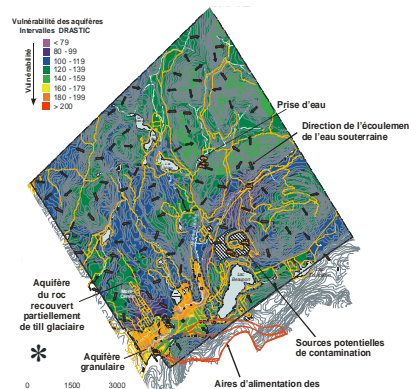 Vulnérabilité des aquifères
Intervalles DRASTIC
Vulnérabilité
< 79
80 - 99
100 - 119
120 - 139
140 - 159
160 - 179
180 - 199
> 200
Prise d'eau
Direction de l'écoulemen
de l'eau souterraine
Aquifère
du roc
recouvert
partiellement
de till glaciaire
*
Lac
Beauport
Sources potentielles
de contamination
Aquifère
granulaire
0 1500 3000
Aires d'alimentation des